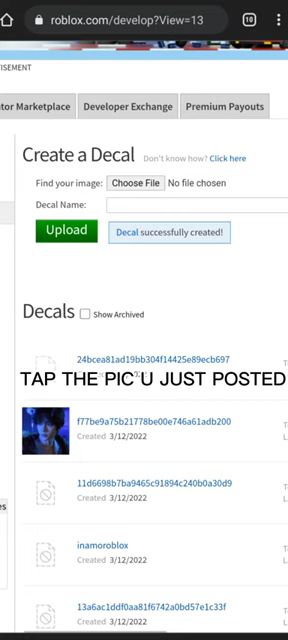 roblox.com/develop?View=13
10
ISEMENT
tor Marketplace
Developer Exchange
Premium Payouts
Create a Decal
Don't know how? Click here
Find your image: Choose File No file chosen
Decal Name:
Upload
Decal successfully created!
Decals
Show Archived
24bcea81ad19bb304f14425e89ecb697
TAP THE PIC U JUST POSTED
f77be9a75b21778be00e746a61adb200
Created 3/12/2022
11d6698b7ba9465c91894c240b0a30d9
Created 3/12/2022
es
inamoroblox
Created 3/12/2022
13a6ac1ddf0aa81f6742a0bd57e1c33f
Created 3/12/2022